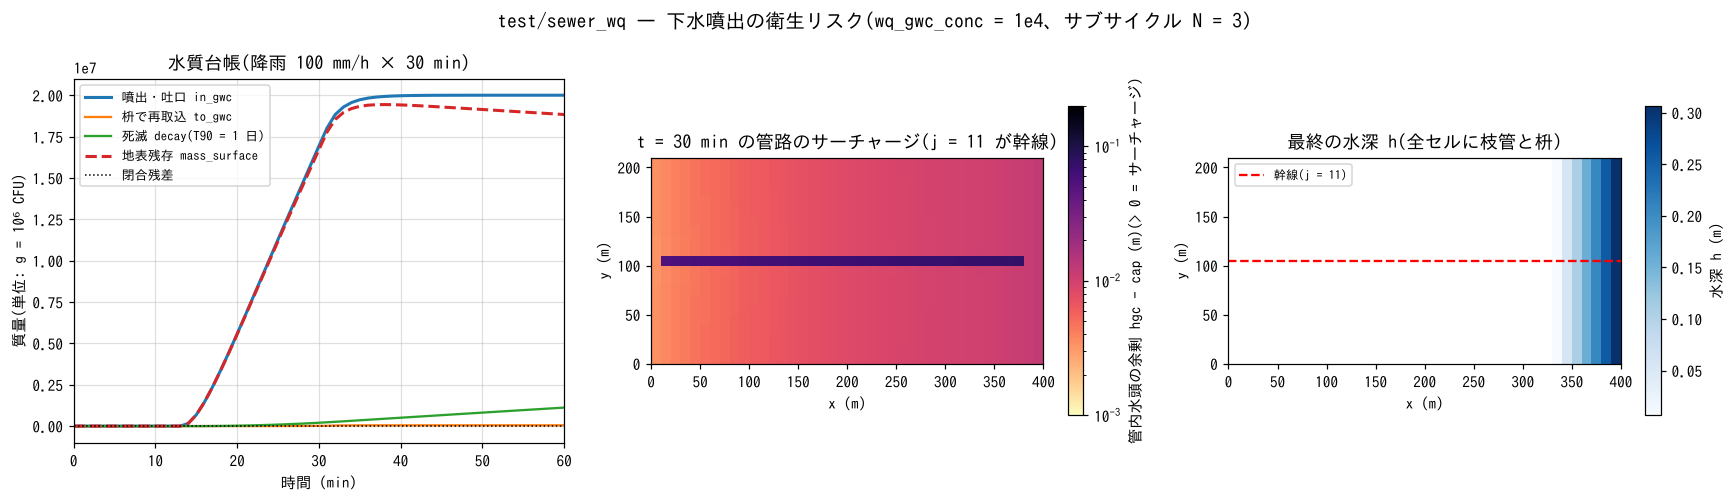 test/sewer_wq — 下水噴出の衛生リスク(wq_gwc_conc = 1e4、サブサイクル N = 3)
水質台帳(降雨 100 mm/h × 30 min)
1e7
2.00
1.75
1.50
1.25
1.00
0.75
0.50
0.25
0.00
質量(単位: g = 10⁶ CFU)
噴出・吐口 in_gwc
枡で再取込 to_gwc
死滅 decay(T90 = 1 日)
地表残存 mass_surface
閉合残差
0 10 20 30 40 50 60
時間 (min)
t = 30 min の管路のサーチャージ(j = 11 が幹線)
200
150
100
50
0
y (m)
0 50 100 150 200 250 300 350 400
x (m)
10⁻¹
10⁻²
10⁻³
管内水頭の余剰 hgc − cap (m)(> 0 = サーチャージ)
最終の水深 h(全セルに枝管と枡)
幹線(j = 11)
200
150
100
50
0
y (m)
0 50 100 150 200 250 300 350 400
x (m)
0.30
0.25
0.20
0.15
0.10
0.05
水深 h (m)